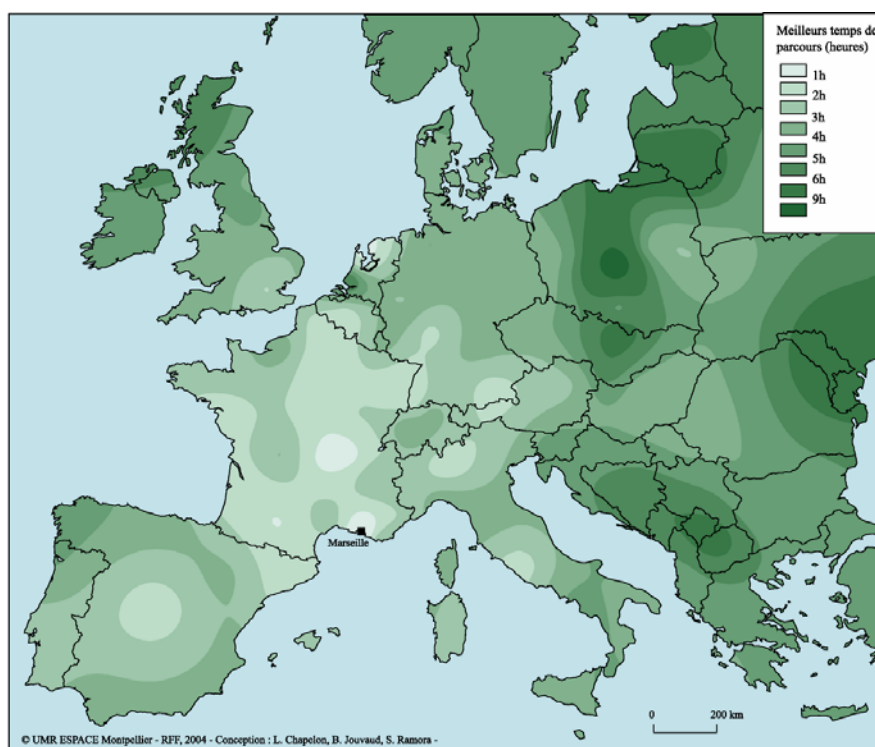 Meilleurs temps de
parcours (heures)
1h
2h
3h
4h
5h
6h
9h
Marseille
0
200 km
© UMR ESPACE Montpellier - RFF, 2004 - Conception : L. Chapelon, B. Jouvaud, S. Ramora -